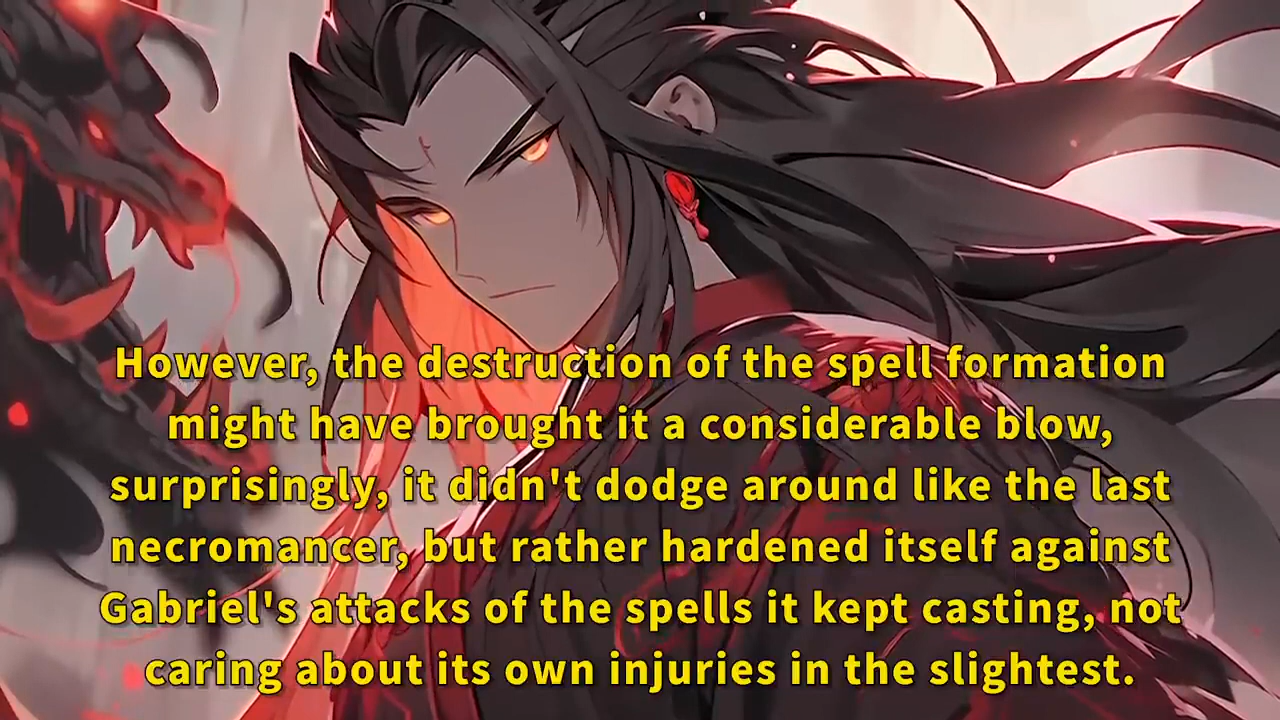 However, the destruction of the spell formation
might have brought it a considerable blow,
surprisingly, it didn't dodge around like the last
necromancer, but rather hardened itself against
Gabriel's attacks of the spells it kept casting, not
caring about its own injuries in the slightest.